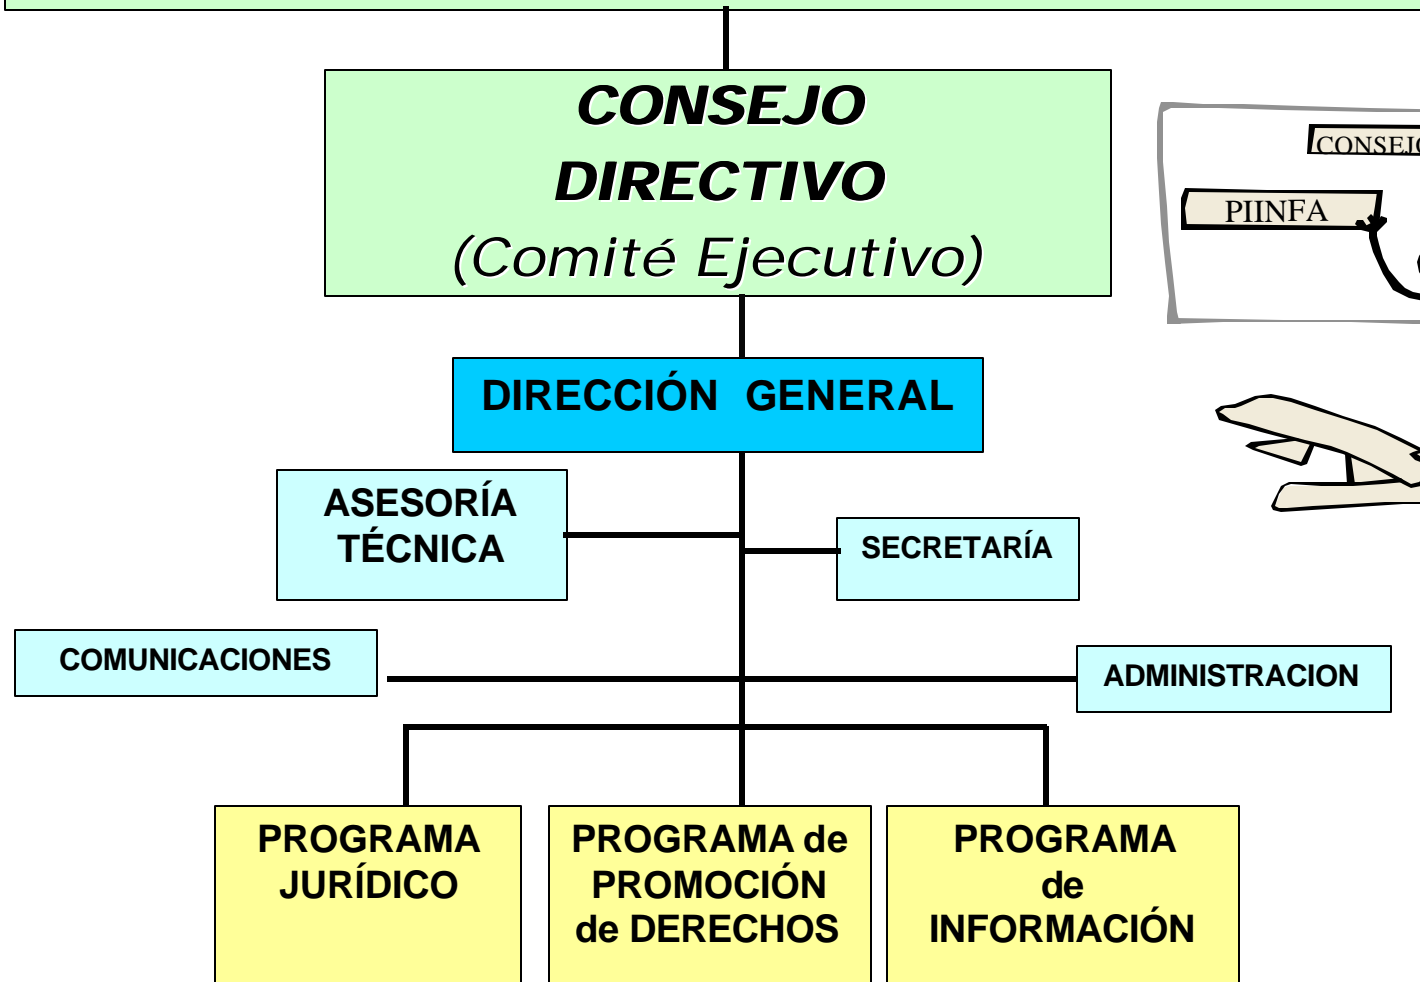 CONSEJO
DIRECTIVO
(Comité Ejecutivo)
CONSEJO
PIINFA
DIRECCIÓN GENERAL
ASESORÍA
TÉCNICA
SECRETARÍA
COMUNICACIONES
ADMINISTRACION
PROGRAMA
JURÍDICO
PROGRAMA de
PROMOCIÓN
de DERECHOS
PROGRAMA
de
INFORMACIÓN